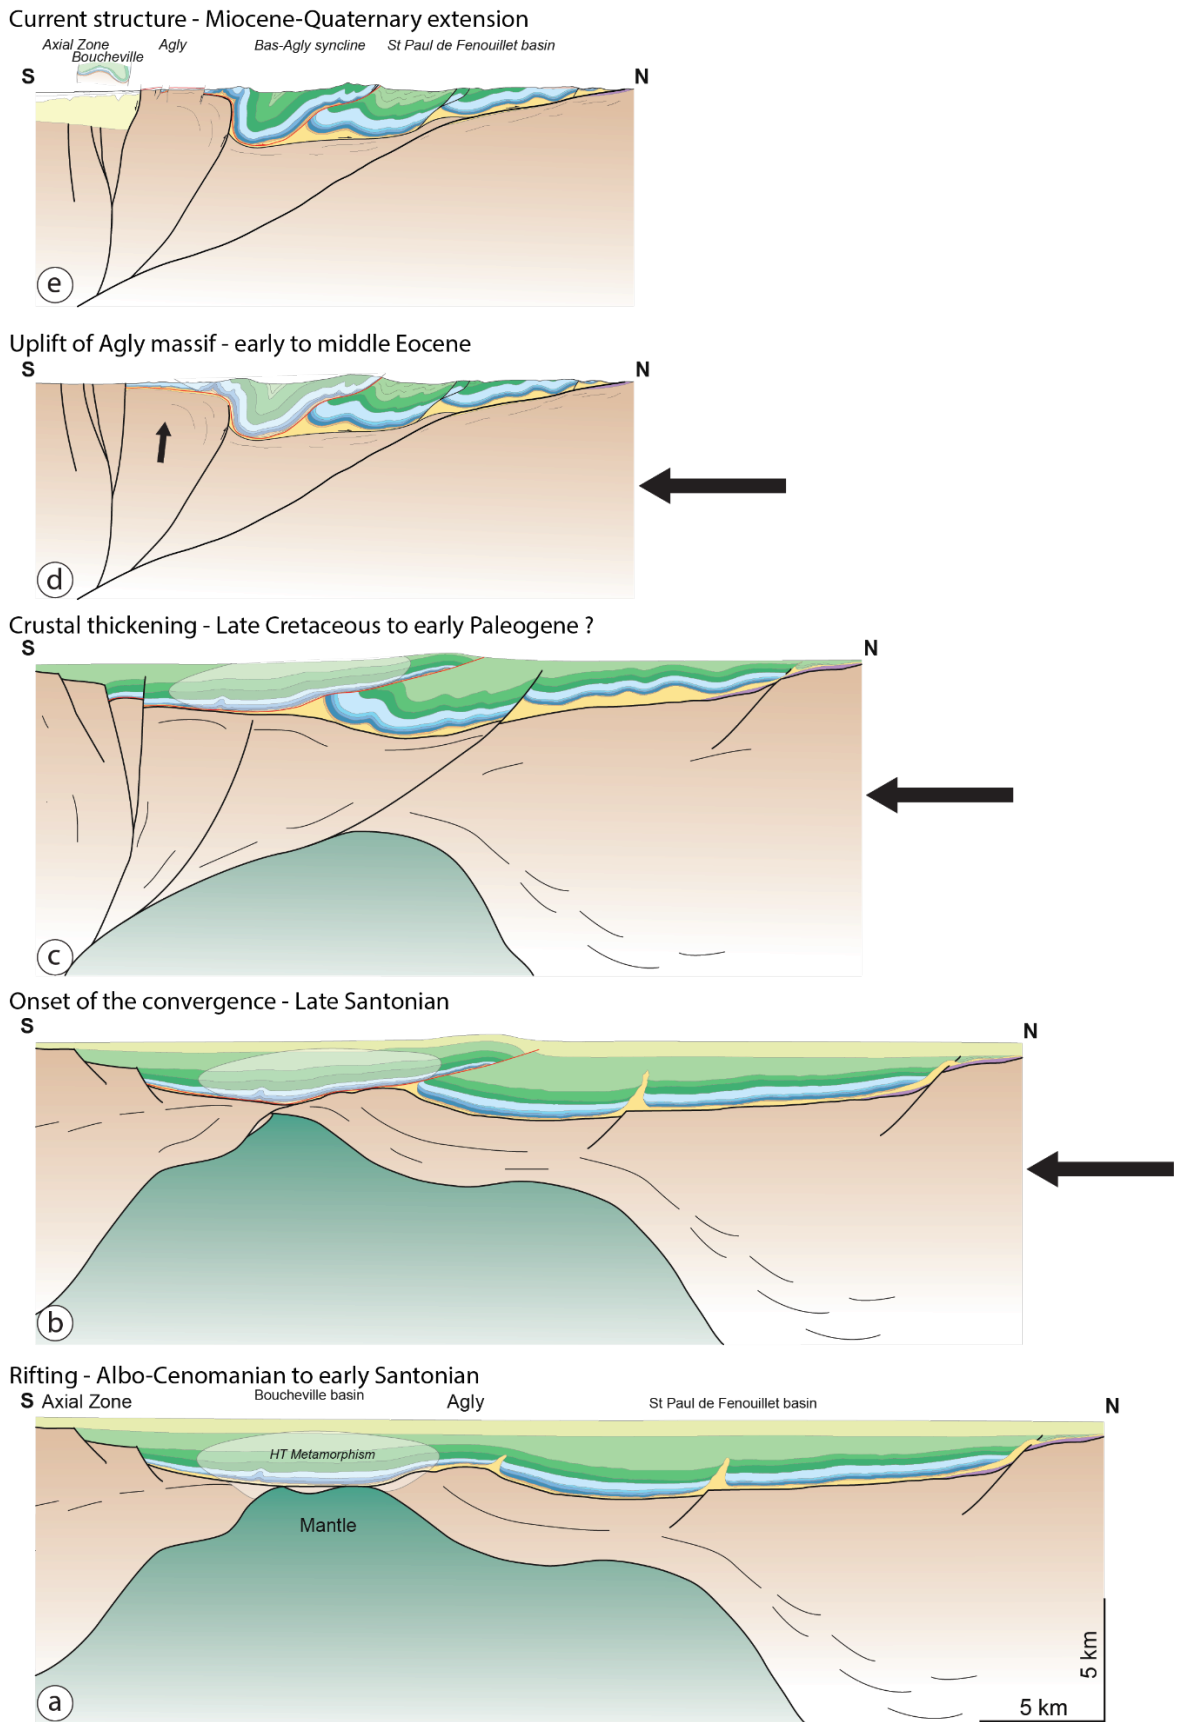 Current structure - Miocene-Quaternary extension
Axial Zone Agly Bas-Agly syncline St Paul de Fenouillet basin
Boucheville
S N
e
Uplift of Agly massif - early to middle Eocene
S N
d
Crustal thickening - Late Cretaceous to early Paleogene ?
S N
c
Onset of the convergence - Late Santonian
S N
b
Rifting - Albo-Cenomanian to early Santonian
S Axial Zone Boucheville basin Agly St Paul de Fenouillet basin N
HT Metamorphism
Mantle
5 km
a 5 km